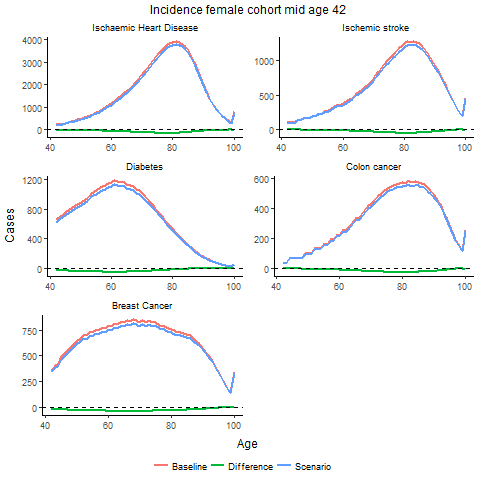 Incidence female cohort mid age 42
Ischaemic Heart Disease
Ischemic stroke
4000
3000
2000
1000
0
40 60 80 100
1000
500
0
40 60 80 100
Diabetes
Colon cancer
1200
800
400
0
40 60 80 100
600
400
200
0
40 60 80 100
Breast Cancer
750
500
250
0
40 60 80 100
Cases
Age
Baseline Difference Scenario